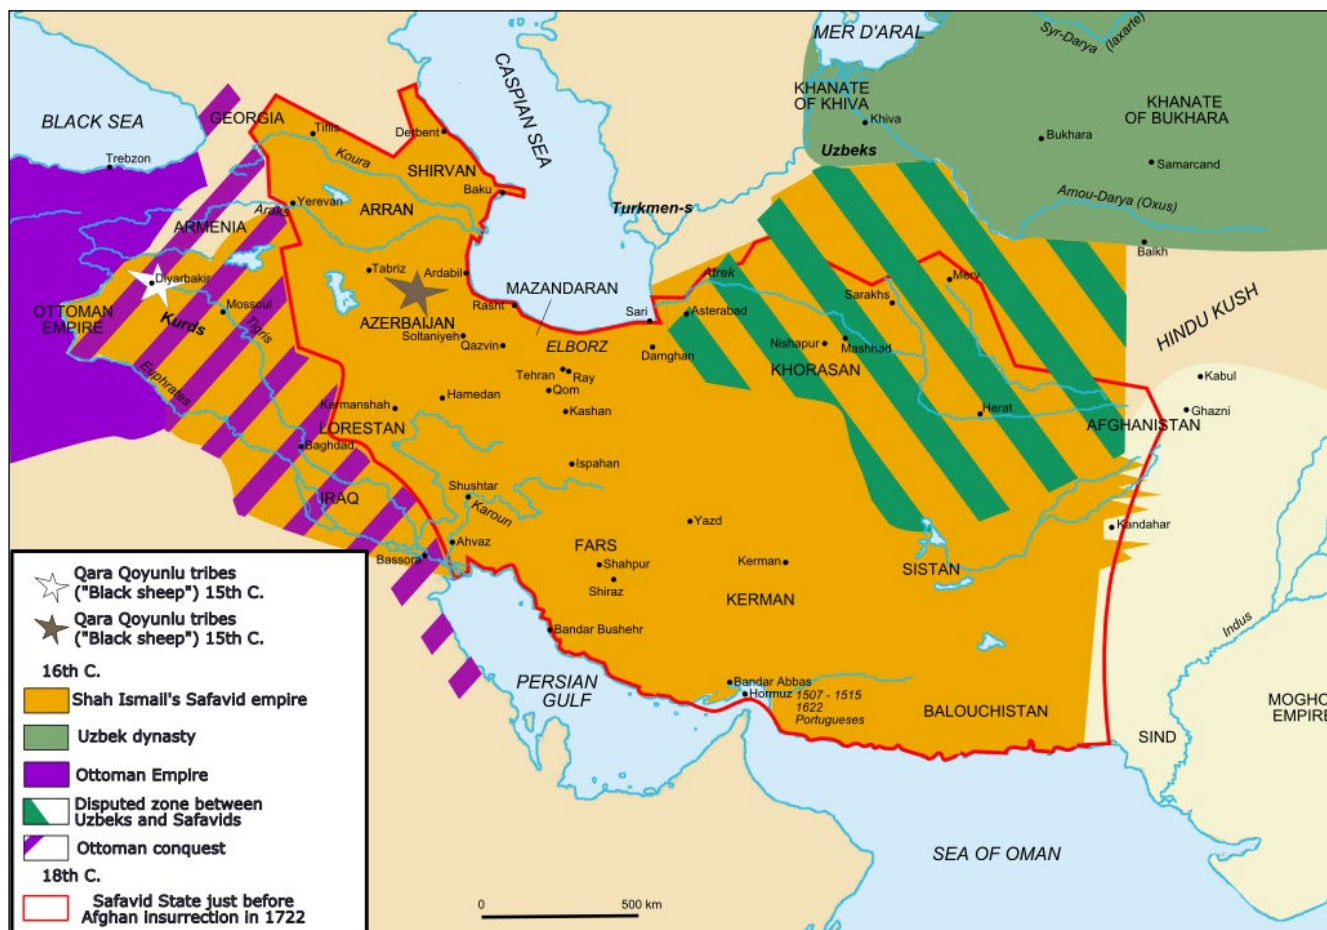 MER D'ARAL
Syr-Darya (Iaxarte)
CASPIAN SEA
KHANATE
OF KHIVA
KHANATE
OF BUKHARA
BLACK SEA
GEORGIA
Tiflis
Derbent
Khiva
Bukhara
Uzbeks
Samarcand
Trebzon
Koura
SHIRVAN
Baku
Amou-Darya (Oxus)
Yerevan
ARRAN
Araks
ARMENIA
Turkmen-s
Balkh
Diyarbakir
Tabriz
Ardabil
Atrek
Merv
MAZANDARAN
Sarakhs
OTTOMAN
EMPIRE
Mossoul
Kurds
Tigris
Rasht
Sari
Asterabad
AZERBAIJAN
Soltaniyeh
Qazvin
ELBORZ
Damghan
Nishapur
Mashhad
KHORASAN
HINDU KUSH
Euphrates
Tehran
Ray
Qom
Kabul
Kermanshah
Hamedan
Kashan
Herat
Ghazni
AFGHANISTAN
LORESTAN
Baghdad
Ispahan
IRAQ
Shushtar
Karoun
Yazd
Kandahar
Ahvaz
Bassora
FARS
Shahpur
Kerman
SISTAN
Shiraz
KERMAN
Indus
Bandar Bushehr
PERSIAN
GULF
Bandar Abbas
Hormuz
1507 - 1515
1622
Portugueses
BALOUCHISTAN
SIND
MOGHO
EMPIRE
SEA OF OMAN
Qara Qoyunlu tribes
("Black sheep") 15th C.
Qara Qoyunlu tribes
("Black sheep") 15th C.
16th C.
Shah Ismail's Safavid empire
Uzbek dynasty
Ottoman Empire
Disputed zone between
Uzbeks and Safavids
Ottoman conquest
18th C.
Safavid State just before
Afghan insurrection in 1722
0
500 km